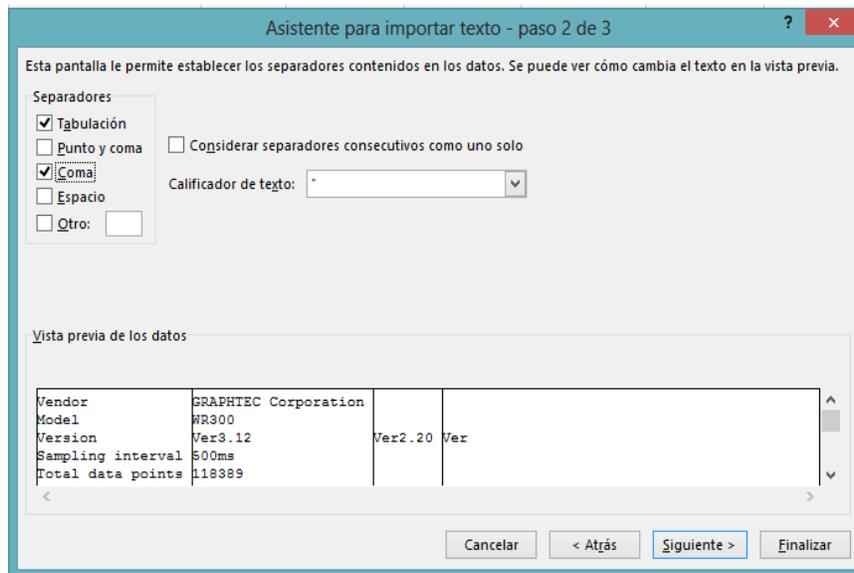 Asistente para importar texto - paso 2 de 3
?
Esta pantalla le permite establecer los separadores contenidos en los datos. Se puede ver cómo cambia el texto en la vista previa.
Separadores
Tabulación
Punto y coma
Coma
Espacio
Otro:
Considerar separadores consecutivos como uno solo
Calificador de texto: "
Vista previa de los datos
Vendor GRAPHTEC Corporation
Model WR300
Version Ver3.12 Ver2.20 Ver
Sampling interval 500ms
Total data points 118389
Cancelar < Atrás Siguiente > Finalizar